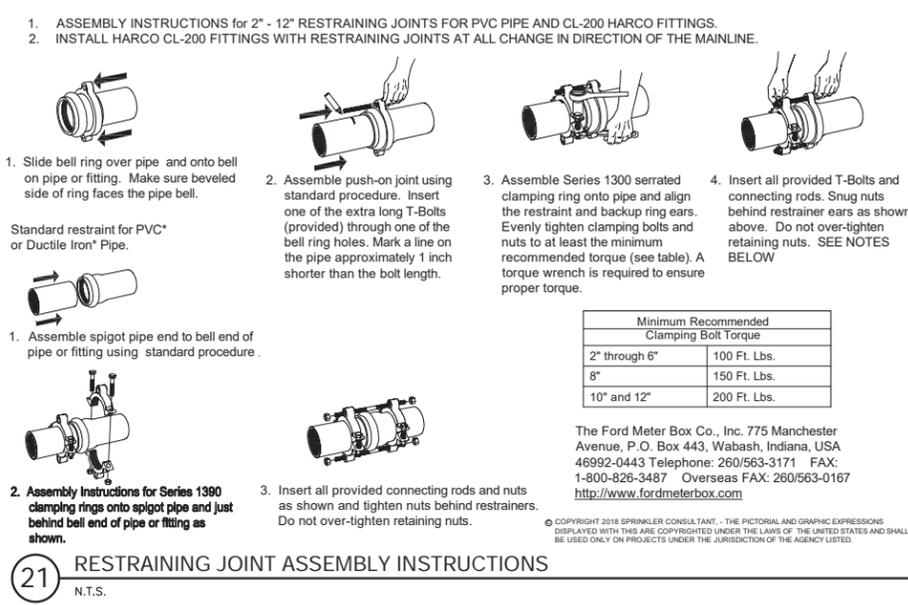 1. ASSEMBLY INSTRUCTIONS for 2" - 12" RESTRAINING JOINTS FOR PVC PIPE AND CL-200 HARCO FITTINGS.
2. INSTALL HARCO CL-200 FITTINGS WITH RESTRAINING JOINTS AT ALL CHANGE IN DIRECTION OF THE MAINLINE.
1. Slide bell ring over pipe and onto bell
on pipe or fitting. Make sure beveled
side of ring faces the pipe bell.
2. Assemble push-on joint using
standard procedure. Insert
one of the extra long T-Bolts
(provided) through one of the
bell ring holes. Mark a line on
the pipe approximately 1 inch
shorter than the bolt length.
3. Assemble Series 1300 serrated
clamping ring onto pipe and align
the restraint and backup ring ears.
Evenly tighten clamping bolts and
nuts to at least the minimum
recommended torque (see table). A
torque wrench is required to ensure
proper torque.
4. Insert all provided T-Bolts and
connecting rods. Snug nuts
behind restrainer ears as shown
above. Do not over-tighten
retaining nuts. SEE NOTES
BELOW
Standard restraint for PVC*
or Ductile Iron* Pipe.
1. Assemble spigot pipe end to bell end of
pipe or fitting using standard procedure .
2. Assembly Instructions for Series 1390
clamping rings onto spigot pipe and just
behind bell end of pipe or fitting as
shown.
3. Insert all provided connecting rods and nuts
as shown and tighten nuts behind restrainers.
Do not over-tighten retaining nuts.
Minimum Recommended
Clamping Bolt Torque
2" through 6" 100 Ft. Lbs.
8" 150 Ft. Lbs.
10" and 12" 200 Ft. Lbs.
The Ford Meter Box Co., Inc. 775 Manchester
Avenue, P.O. Box 443, Wabash, Indiana, USA
46992-0443 Telephone: 260/563-3171 FAX:
1-800-826-3487 Overseas FAX: 260/563-0167
http://www.fordmeterbox.com
© COPYRIGHT 2018 SPRINKLER CONSULTANT, - THE PICTORIAL AND GRAPHIC EXPRESSIONS
DISPLAYED WITH THIS ARE COPYRIGHTED UNDER THE LAWS OF THE UNITED STATES AND SHALL
BE USED ONLY ON PROJECTS UNDER THE JURISDICTION OF THE AGENCY LISTED.
21 RESTRAINING JOINT ASSEMBLY INSTRUCTIONS
N.T.S.